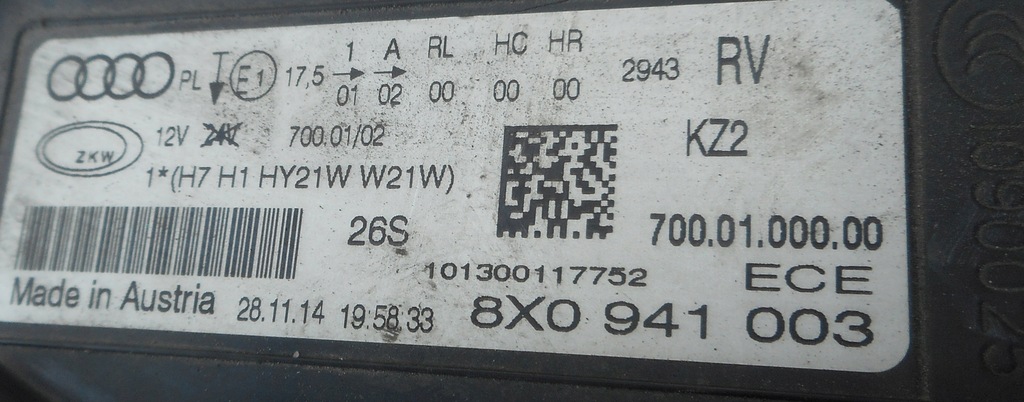 1 A RL HC HR 2943 RV
PL E1 17,5 01 02 00 00 00
ZKW 12V 24V 700.01/02 KZ2
1*(H7 H1 HY21W W21W)
26S 700.01.000.00
101300117752 ECE
Made in Austria 28.11.14 19:58:33 8X0 941 003